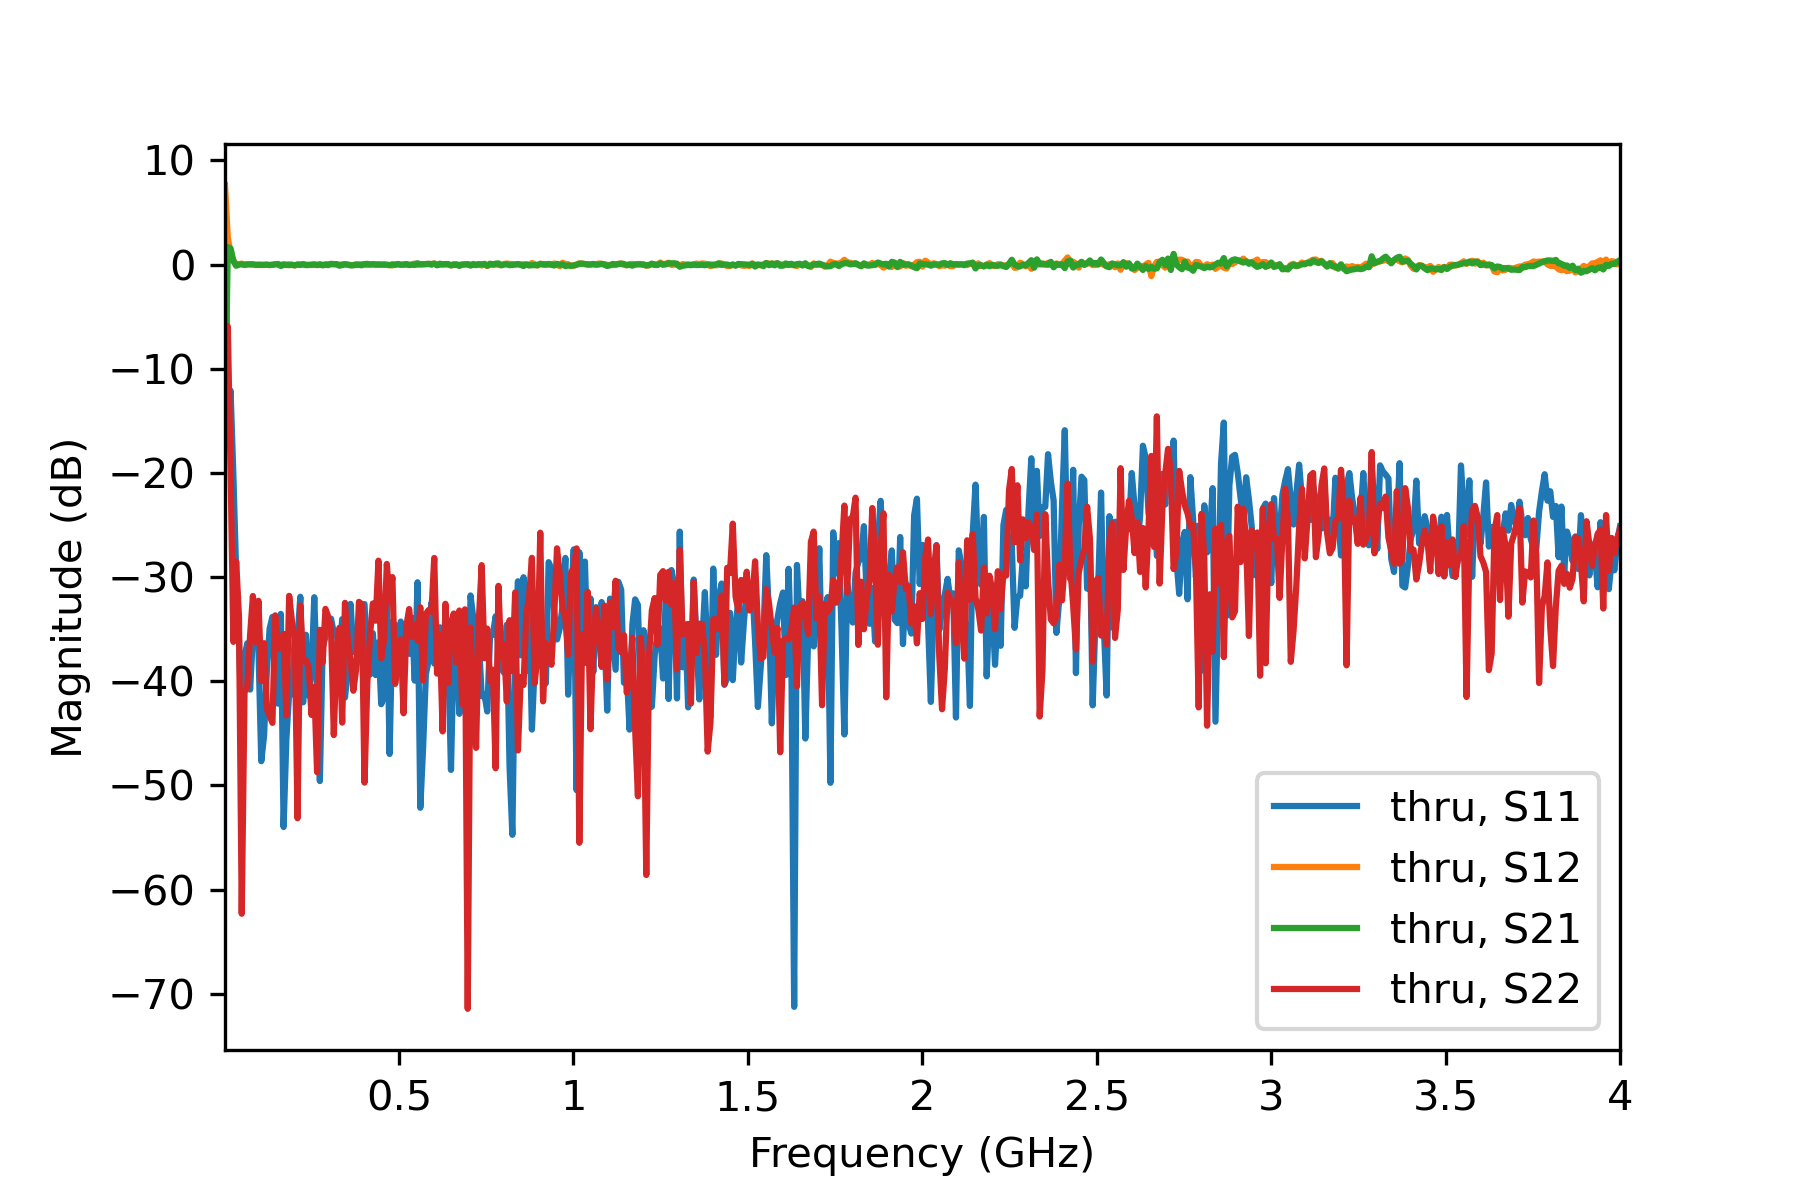 10
0
−10
−20
−30
−40
−50
−60
−70
Magnitude (dB)
thru, S11
thru, S12
thru, S21
thru, S22
0.5 1 1.5 2 2.5 3 3.5 4
Frequency (GHz)